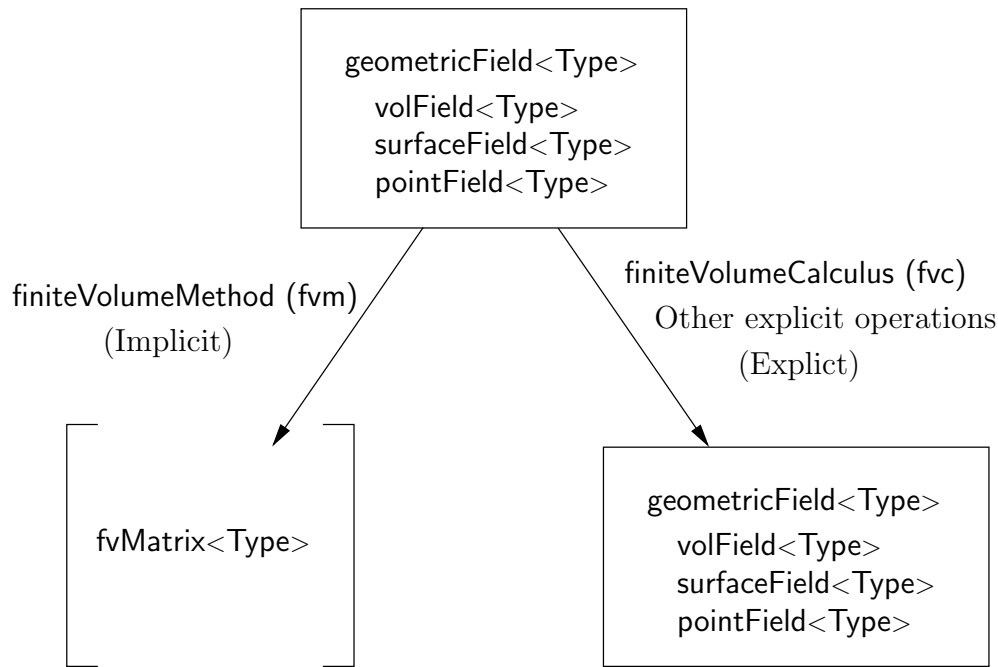 geometricField<Type>
volField<Type>
surfaceField<Type>
pointField<Type>
finiteVolumeMethod (fvm)
(Implicit)
finiteVolumeCalculus (fvc)
Other explicit operations
(Explict)
fvMatrix<Type>
geometricField<Type>
volField<Type>
surfaceField<Type>
pointField<Type>